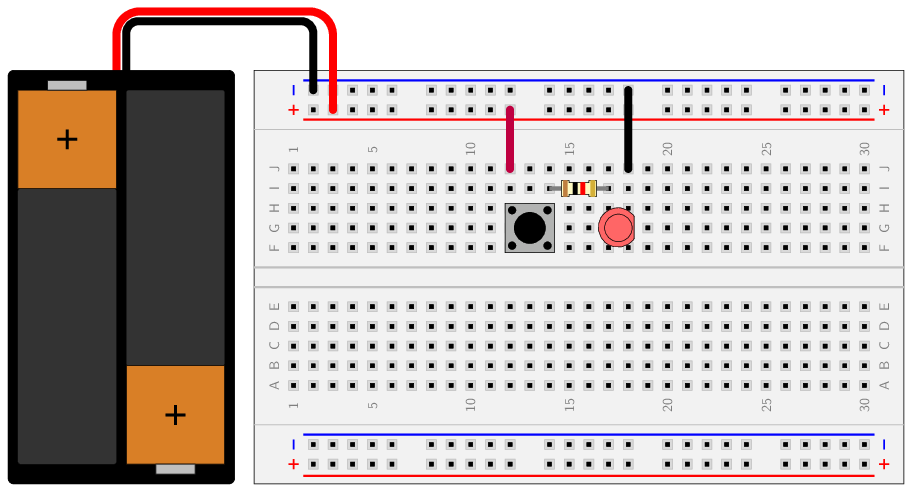 +
+
− −
+ +
1 5 10 15 20 25 30
J J
I I
H H
G G
F F
E E
D D
C C
B B
A A
1 5 10 15 20 25 30
− −
+ +